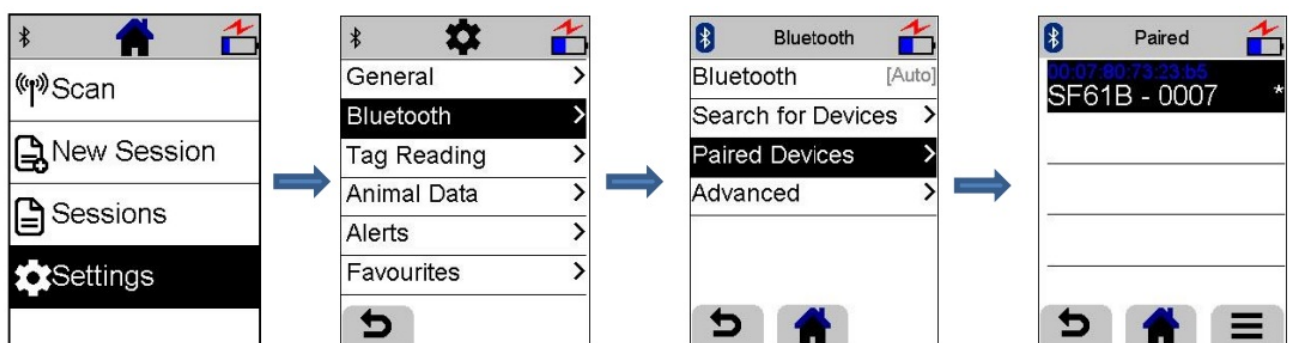 Scan
New Session
Sessions
Settings
General >
Bluetooth >
Tag Reading >
Animal Data >
Alerts >
Favourites >
Bluetooth
Bluetooth [Auto]
Search for Devices >
Paired Devices >
Advanced >
Paired
00:07:80:73:23:b5
SF61B - 0007 *